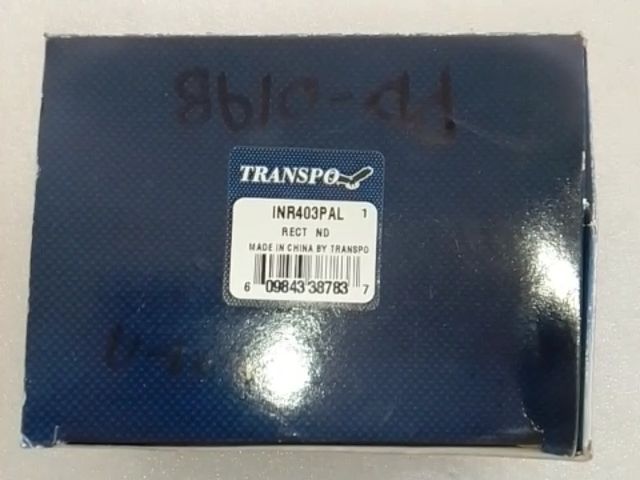 TRANSPO
INR403PAL 1
RECT ND
MADE IN CHINA BY TRANSPO
6 09843 38783 7